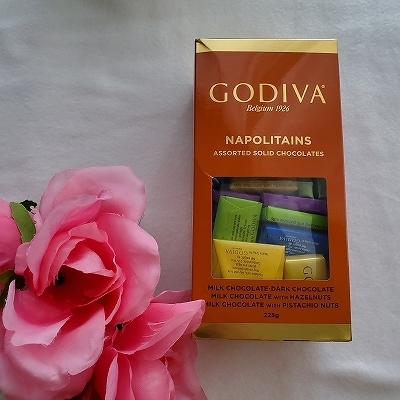 GODIVA
Belgium 1926
NAPOLITAINS
ASSORTED SOLID CHOCOLATES
GODIVA
MILK CHOCOLATE·DARK CHOCOLATE
MILK CHOCOLATE WITH HAZELNUTS
MILK CHOCOLATE WITH PISTACHIO NUTS
225g